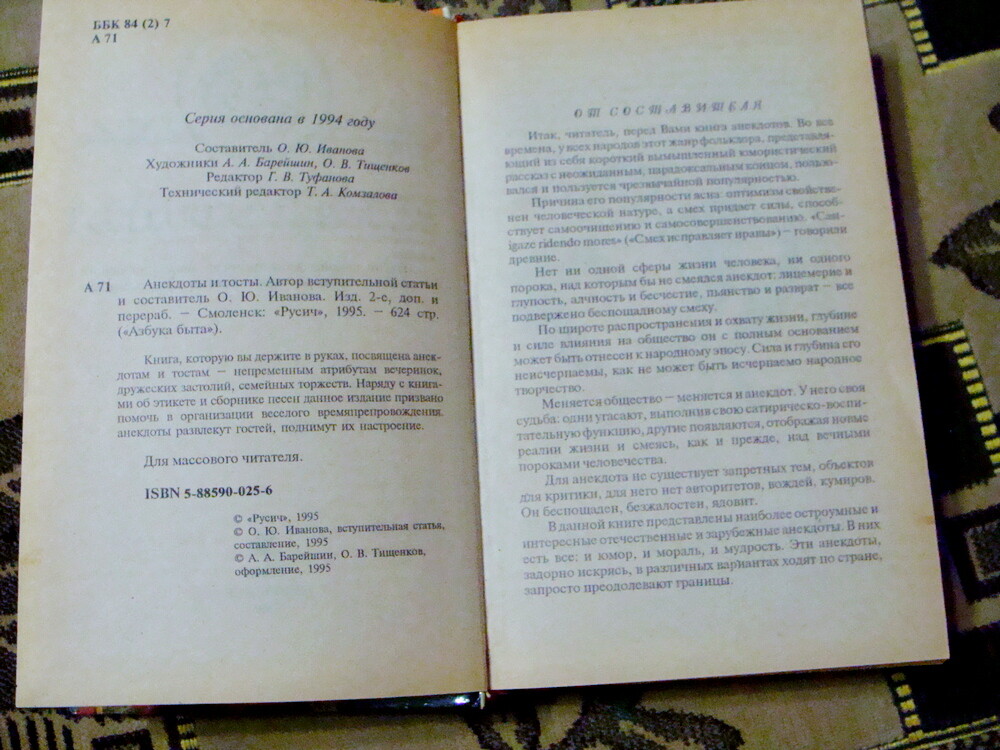 ББК 84 (2) 7
А 71
Серия основана в 1994 году
Составитель О. Ю. Иванова
Художники А. А. Барейшин, О. В. Тищенков
Редактор Г. В. Туфанова
Технический редактор Т. А. Комзалова
А 71 Анекдоты и тосты. Автор вступительной статьи
и составитель О. Ю. Иванова. Изд. 2-е, доп. и
перераб. – Смоленск: «Русич», 1995. – 624 стр.
(«Азбука быта»).
Книга, которую вы держите в руках, посвящена анек-
дотам и тостам – непременным атрибутам вечеринок,
дружеских застолий, семейных торжеств. Наряду с книга-
ми об этикете и сборнике песен данное издание призвано
помочь в организации веселого времяпрепровождения.
анекдоты развлекут гостей, поднимут их настроение.
Для массового читателя.
ISBN 5-88590-025-6
© «Русич», 1995
© О. Ю. Иванова, вступительная статья,
составление, 1995
© А. А. Барейшин, О. В. Тищенков,
оформление, 1995
ОТ СОСТАВИТЕЛЯ
Итак, читатель, перед Вами книга анекдотов. Во все
времена, у всех народов этот жанр фольклора, представля-
ющий из себя короткий вымышленный юмористический
рассказ с неожиданным, парадоксальным концом, пользо-
вался и пользуется чрезвычайной популярностью.
Причина его популярности ясна: оптимизм свойстве-
нен человеческой натуре, а смех придает силы, способ-
ствует самоочищению и самосовершенствованию. «Cast-
igaze ridendo mores» («Смех исправляет нравы») – говорили
древние.
Нет ни одной сферы жизни человека, ни одного
порока, над которым бы не смеялся анекдот: лицемерие и
глупость, алчность и бесчестие, пьянство и разврат – все
подвержено беспощадному смеху.
По широте распространения и охвату жизни, глубине
и силе влияния на общество он с полным основанием
может быть отнесен к народному эпосу. Сила и глубина его
неисчерпаемы, как не может быть исчерпаемо народное
творчество.
Меняется общество – меняется и анекдот. У него своя
судьба: одни угасают, выполнив свою сатирическо-воспи-
тательную функцию, другие появляются, отображая новые
реалии жизни и смеясь, как и прежде, над вечными
пороками человечества.
Для анекдота не существует запретных тем, объектов
для критики, для него нет авторитетов, вождей, кумиров.
Он беспощаден, безжалостен, ядовит.
В данной книге представлены наиболее остроумные и
интересные отечественные и зарубежные анекдоты. В них
есть все: и юмор, и мораль, и мудрость. Эти анекдоты,
задорно искрясь, в различных вариантах ходят по стране,
запросто преодолевают границы.